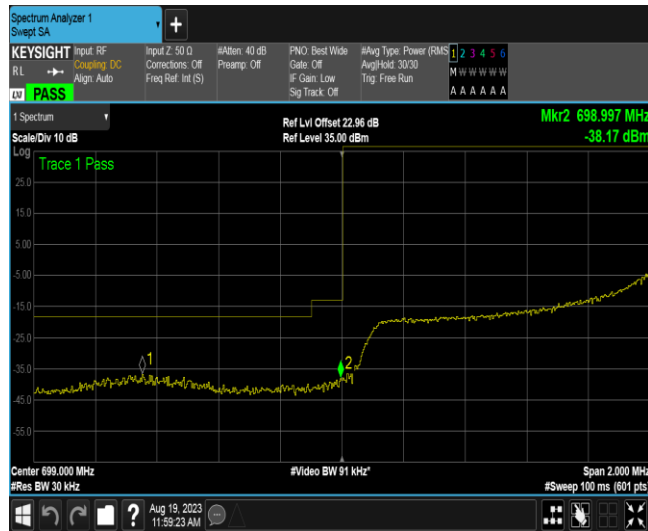 Spectrum Analyzer 1
Swept SA
+
KEYSIGHT Input: RF Input Z: 50 Ω #Atten: 40 dB PNO: Best Wide #Avg Type: Power (RMS 1 2 3 4 5 6
RL Coupling: DC Corrections: Off Preamp: Off Gate: Off Avg|Hold: 30/30 M W W W W W
Align: Auto Freq Ref: Int (S) IF Gain: Low Trig: Free Run
LXI PASS Sig Track: Off A A A A A A
1 Spectrum Ref Lvl Offset 22.96 dB Mkr2 698.997 MHz
Scale/Div 10 dB Ref Level 35.00 dBm -38.17 dBm
Log
Trace 1 Pass
25.0
15.0
5.00
-5.00
-15.0
-25.0
1
2
-35.0
-45.0
-55.0
Center 699.000 MHz #Video BW 91 kHz* Span 2.000 MHz
#Res BW 30 kHz #Sweep 100 ms (601 pts)
? Aug 19, 2023
11:59:23 AM